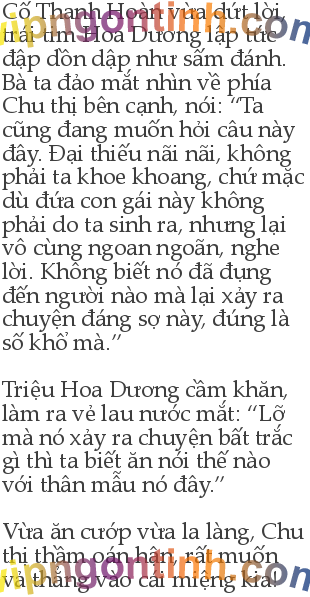 Cố Thanh Hoàn vừa dứt lời,
trái tim Hoa Dương lập tức
đập dồn dập như sấm đánh.
Bà ta đảo mắt nhìn về phía
Chu thị bên cạnh, nói: “Ta
cũng đang muốn hỏi câu này
đây. Đại thiếu nãi nãi, không
phải ta khoe khoang, chứ mặc
dù đứa con gái này không
phải do ta sinh ra, nhưng lại
vô cùng ngoan ngoãn, nghe
lời. Không biết nó đã đụng
đến người nào mà lại xảy ra
chuyện đáng sợ này, đúng là
số khổ mà.”
Triệu Hoa Dương cầm khăn,
làm ra vẻ lau nước mắt: “Lỡ
mà nó xảy ra chuyện bất trắc
gì thì ta biết ăn nói thế nào
với thân mẫu nó đây.”
Vừa ăn cướp vừa la làng, Chu
thị thầm oán hận, rất muốn
vả thẳng vào cái miệng kia!
vipngontinh.com
vipngontinh.com